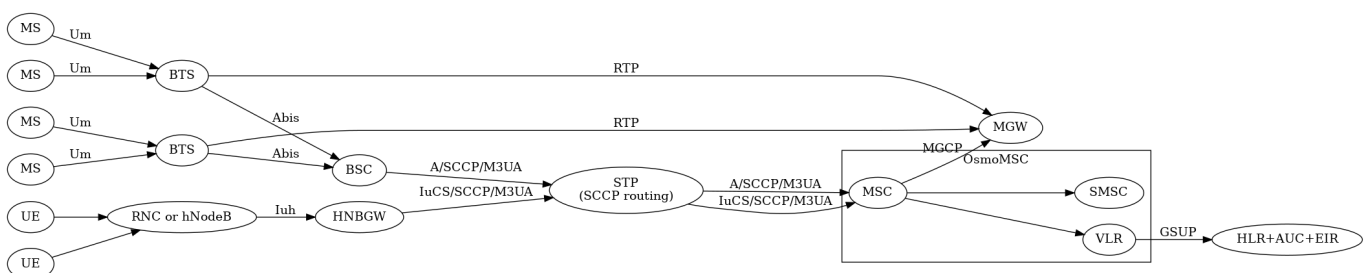 MS
Um
MS
Um
BTS
RTP
MS
Um
MS
Um
BTS
RTP
MGW
Abis
Abis
BSC
MGCP
OsmoMSC
A/SCCP/M3UA
IuCS/SCCP/M3UA
STP
(SCCP routing)
A/SCCP/M3UA
IuCS/SCCP/M3UA
MSC
SMSC
UE
UE
RNC or hNodeB
Iuh
HNBGW
VLR
GSUP
HLR+AUC+EIR